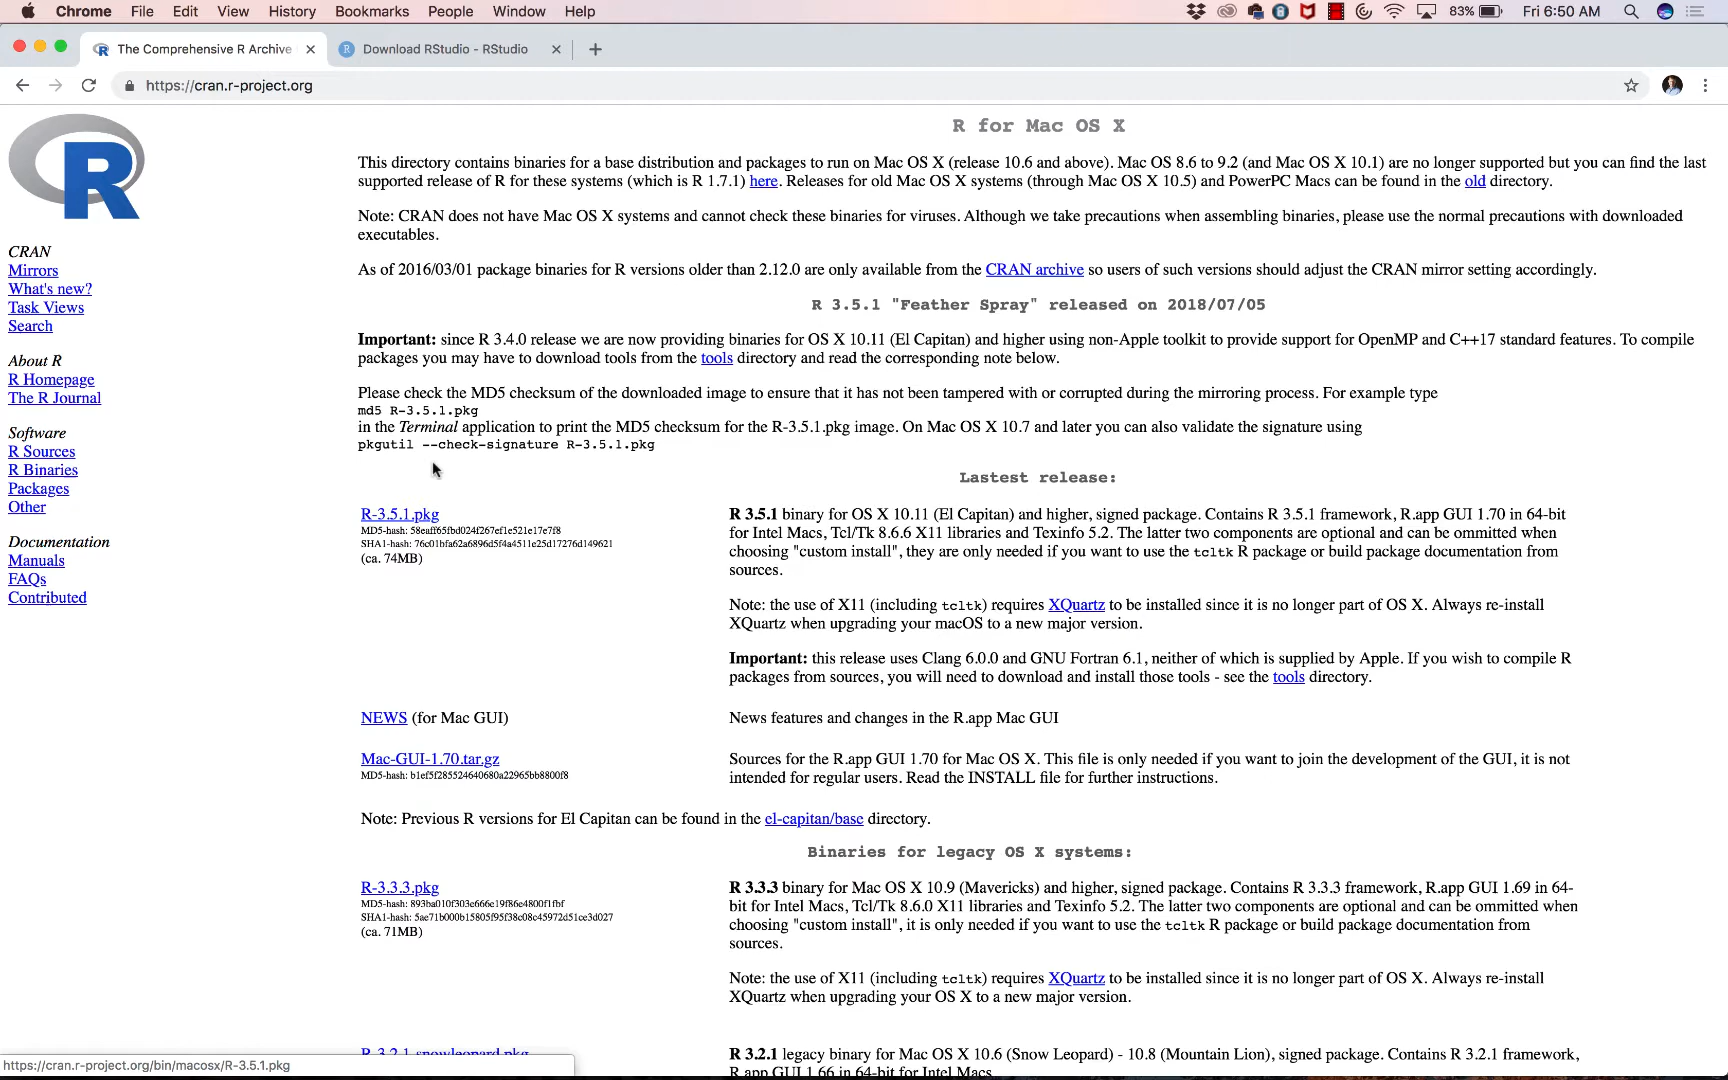 Chrome File Edit View History Bookmarks People Window Help 83% Fri 6:50 AM
The Comprehensive R Archive Download RStudio - RStudio
https://cran.r-project.org
R
CRAN
Mirrors
What's new?
Task Views
Search
About R
R Homepage
The R Journal
Software
R Sources
R Binaries
Packages
Other
Documentation
Manuals
FAQs
Contributed
R for Mac OS X
This directory contains binaries for a base distribution and packages to run on Mac OS X (release 10.6 and above). Mac OS 8.6 to 9.2 (and Mac OS X 10.1) are no longer supported but you can find the last
supported release of R for these systems (which is R 1.7.1) here. Releases for old Mac OS X systems (through Mac OS X 10.5) and PowerPC Macs can be found in the old directory.
Note: CRAN does not have Mac OS X systems and cannot check these binaries for viruses. Although we take precautions when assembling binaries, please use the normal precautions with downloaded
executables.
As of 2016/03/01 package binaries for R versions older than 2.12.0 are only available from the CRAN archive so users of such versions should adjust the CRAN mirror setting accordingly.
R 3.5.1 "Feather Spray" released on 2018/07/05
Important: since R 3.4.0 release we are now providing binaries for OS X 10.11 (El Capitan) and higher using non-Apple toolkit to provide support for OpenMP and C++17 standard features. To compile
packages you may have to download tools from the tools directory and read the corresponding note below.
Please check the MD5 checksum of the downloaded image to ensure that it has not been tampered with or corrupted during the mirroring process. For example type
md5 R-3.5.1.pkg
in the Terminal application to print the MD5 checksum for the R-3.5.1.pkg image. On Mac OS X 10.7 and later you can also validate the signature using
pkgutil --check-signature R-3.5.1.pkg
Lastest release:
R-3.5.1.pkg
MD5-hash: 58eaff65fbd024f267ef1e521e17e7f8
SHA1-hash: 76c01bfa62a6896d5f4a4511e25d17276d149621
(ca. 74MB)
R 3.5.1 binary for OS X 10.11 (El Capitan) and higher, signed package. Contains R 3.5.1 framework, R.app GUI 1.70 in 64-bit
for Intel Macs, Tcl/Tk 8.6.6 X11 libraries and Texinfo 5.2. The latter two components are optional and can be ommitted when
choosing "custom install", they are only needed if you want to use the tcltk R package or build package documentation from
sources.
Note: the use of X11 (including tcltk) requires XQuartz to be installed since it is no longer part of OS X. Always re-install
XQuartz when upgrading your macOS to a new major version.
Important: this release uses Clang 6.0.0 and GNU Fortran 6.1, neither of which is supplied by Apple. If you wish to compile R
packages from sources, you will need to download and install those tools - see the tools directory.
NEWS (for Mac GUI)
News features and changes in the R.app Mac GUI
Mac-GUI-1.70.tar.gz
MD5-hash: b1ef5f285524640680a22965bb8800f8
Sources for the R.app GUI 1.70 for Mac OS X. This file is only needed if you want to join the development of the GUI, it is not
intended for regular users. Read the INSTALL file for further instructions.
Note: Previous R versions for El Capitan can be found in the el-capitan/base directory.
Binaries for legacy OS X systems:
R-3.3.3.pkg
MD5-hash: 893ba010f303e666e19f86e4800f1fbf
SHA1-hash: 5ae71b000b15805f95f38c08c45972d51ce3d027
(ca. 71MB)
R 3.3.3 binary for Mac OS X 10.9 (Mavericks) and higher, signed package. Contains R 3.3.3 framework, R.app GUI 1.69 in 64-
bit for Intel Macs, Tcl/Tk 8.6.0 X11 libraries and Texinfo 5.2. The latter two components are optional and can be ommitted when
choosing "custom install", it is only needed if you want to use the tcltk R package or build package documentation from
sources.
Note: the use of X11 (including tcltk) requires XQuartz to be installed since it is no longer part of OS X. Always re-install
XQuartz when upgrading your OS X to a new major version.
R-3.2.1-snowleopard.pkg
R 3.2.1 legacy binary for Mac OS X 10.6 (Snow Leopard) - 10.8 (Mountain Lion), signed package. Contains R 3.2.1 framework,
R.app GUI 1.66 in 64-bit for Intel Macs.
https://cran.r-project.org/bin/macosx/R-3.5.1.pkg